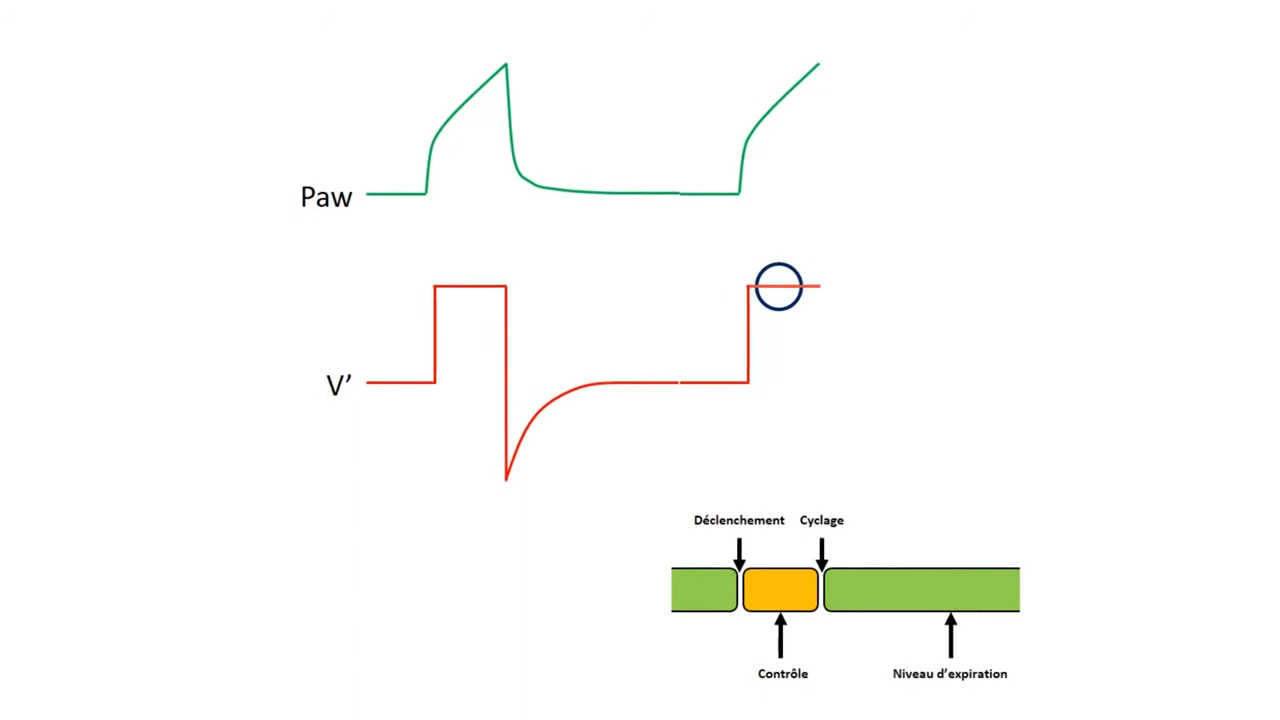 Paw
V’
Déclenchement
Cyclage
Contrôle
Niveau d’expiration